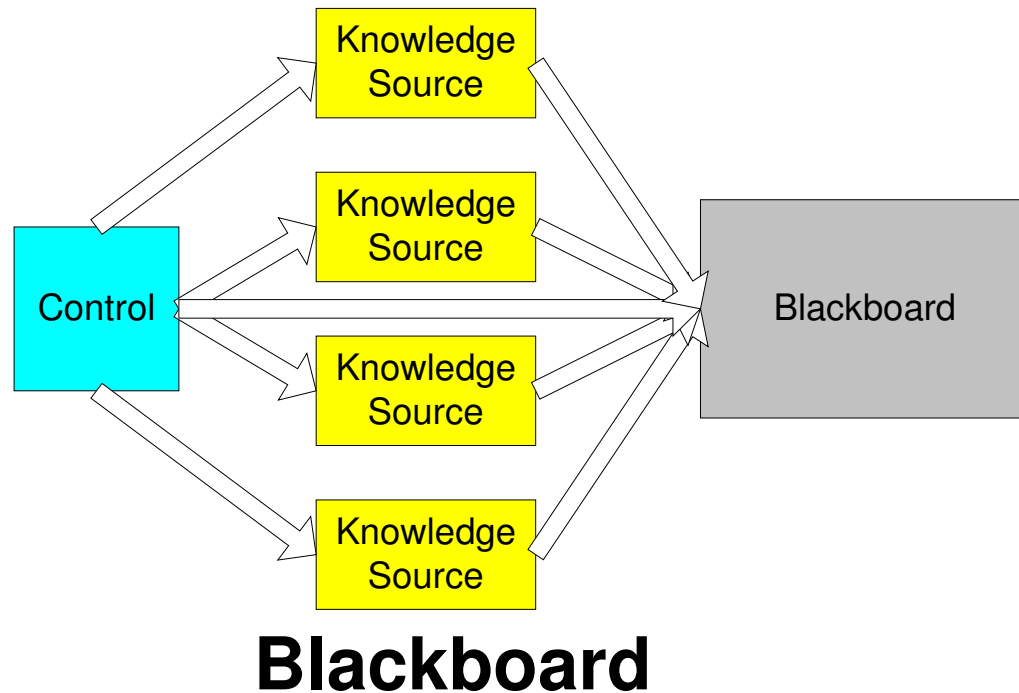 Knowledge
Source
Knowledge
Source
Control
Blackboard
Knowledge
Source
Knowledge
Source
Blackboard